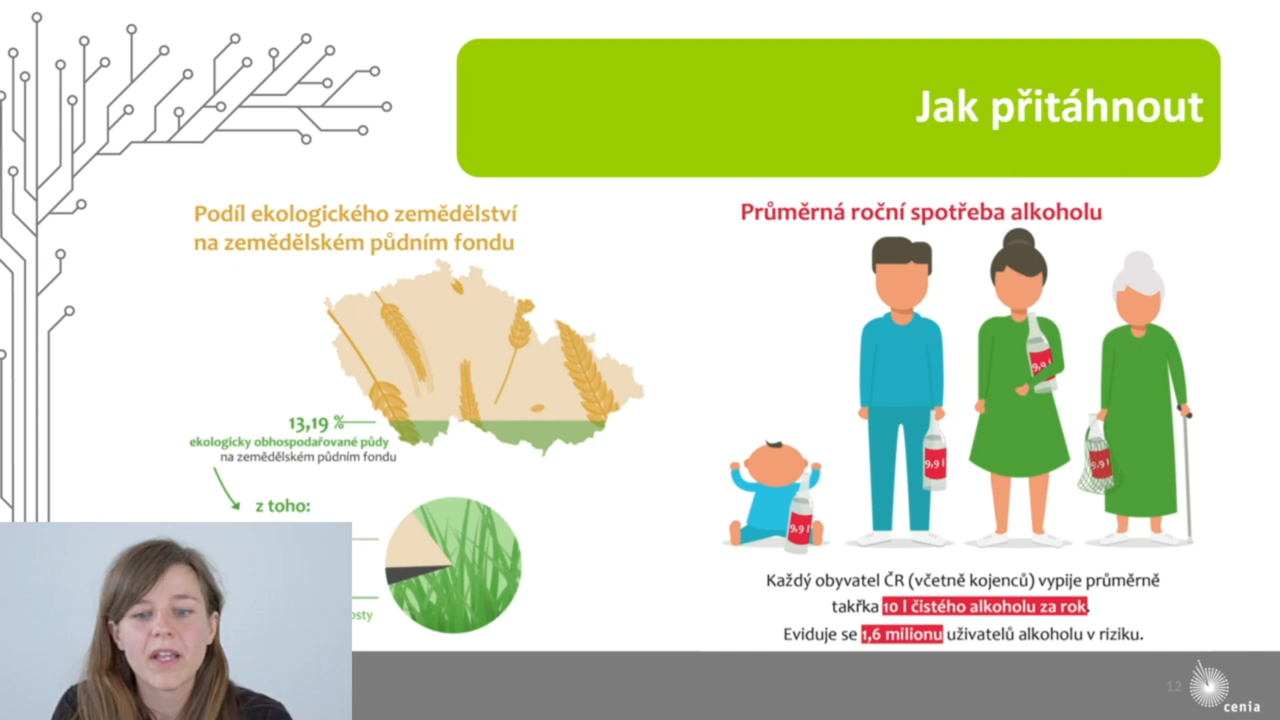 Jak přitáhnout
Podíl ekologického zemědělství
na zemědělském půdním fondu
13,19 %
ekologicky obhospodařované půdy
na zemědělském půdním fondu
z toho:
osty
Průměrná roční spotřeba alkoholu
9,9 l
9,9 l
9,9 l
9,9 l
Každý obyvatel ČR (včetně kojenců) vypije průměrně
takřka 10 l čistého alkoholu za rok.
Eviduje se 1,6 milionu uživatelů alkoholu v riziku.
12
cenia